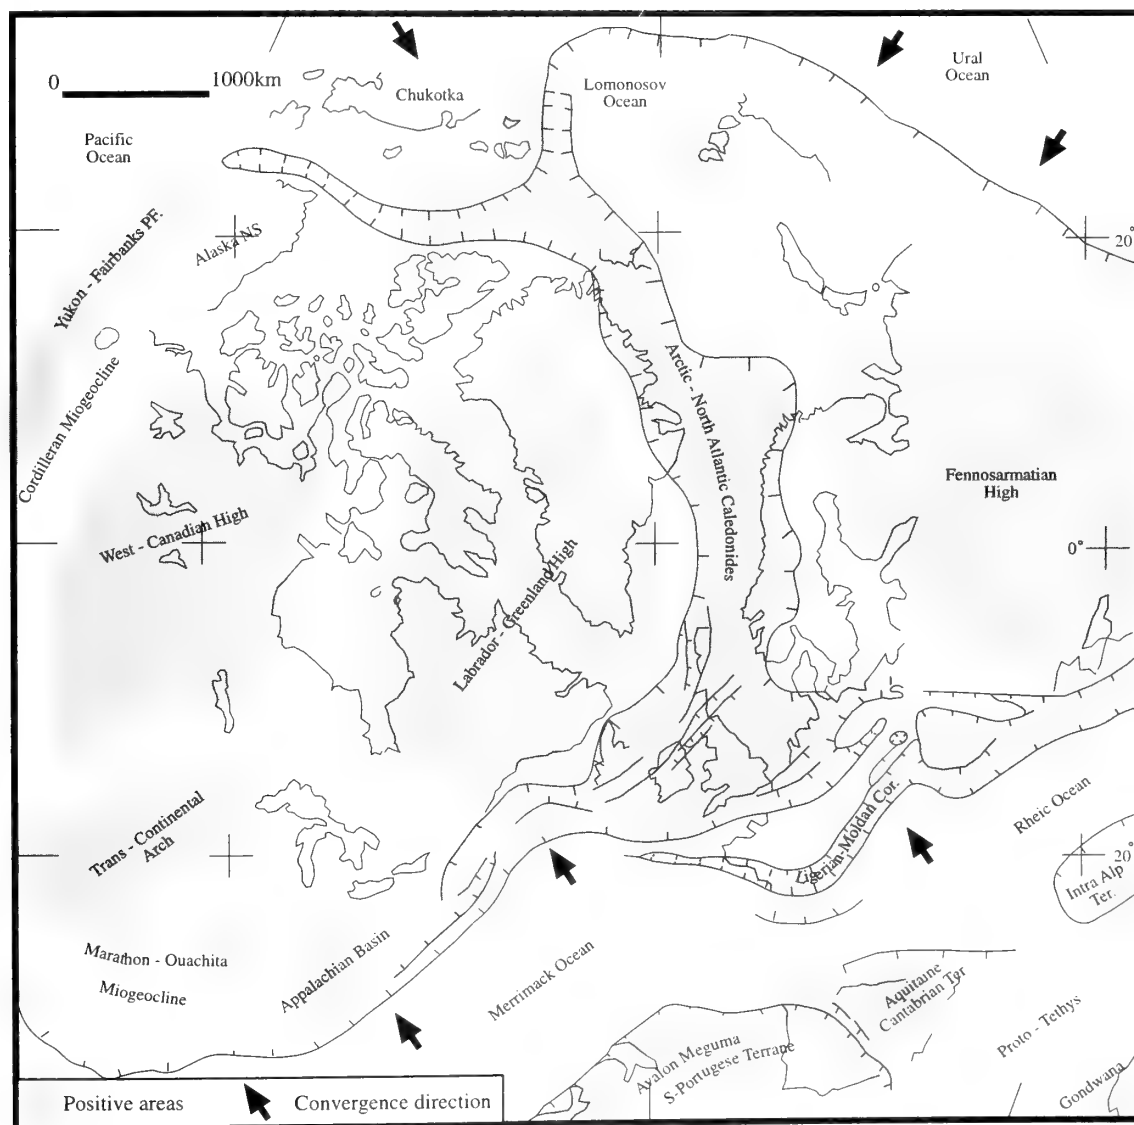 0 1000km
Chukotka
Lomonosov
Ocean
Ural
Ocean
Pacific
Ocean
Yukon - Fairbanks PF.
Alaska NS
20°
Cordilleran Miogeocline
Arctic - North Atlantic Caledonides
Fennosarmatian
High
West - Canadian High
0°
Labrador - Greenland High
Trans - Continental
Arch
Ligerian-Moldan Cor.
Rheic Ocean
20°
Intra Alp
Ter.
Marathon - Ouachita
Miogeocline
Appalachian Basin
Merrimack Ocean
Aquitaine
Cantabrian Ter
Proto - Tethys
Avalon Meguma
S-Portugese Terrane
Gondwana
Positive areas Convergence direction